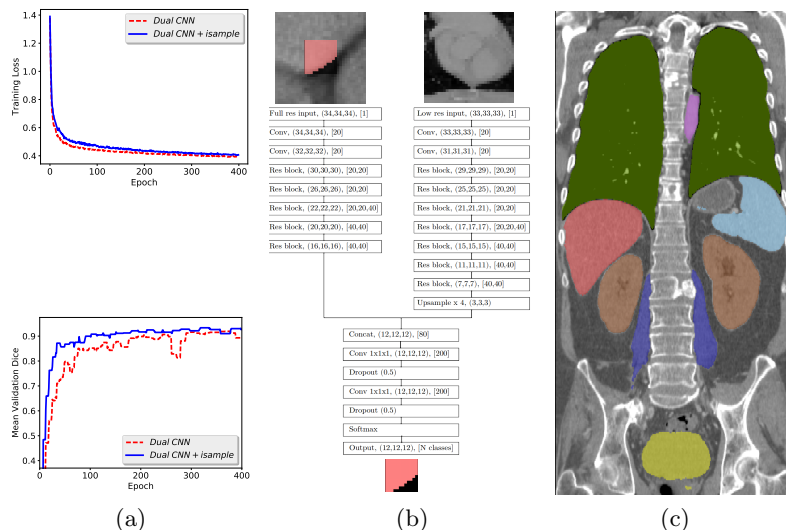 1.4
1.2
1.0
0.8
0.6
0.4
Training Loss
0
100
200
300
400
Epoch
Dual CNN
Dual CNN + isample
0.9
0.8
0.7
0.6
0.5
0.4
Mean Validation Dice
0
100
200
300
400
Epoch
Dual CNN
Dual CNN + isample
(a)
Full res input, (34,34,34), [1]
Conv, (34,34,34), [20]
Conv, (32,32,32), [20]
Res block, (30,30,30), [20,20]
Res block, (26,26,26), [20,20]
Res block, (22,22,22), [20,20,40]
Res block, (20,20,20), [40,40]
Res block, (16,16,16), [40,40]
Low res input, (33,33,33), [1]
Conv, (33,33,33), [20]
Conv, (31,31,31), [20]
Res block, (29,29,29), [20,20]
Res block, (25,25,25), [20,20]
Res block, (21,21,21), [20,20]
Res block, (17,17,17), [20,20,40]
Res block, (15,15,15), [40,40]
Res block, (11,11,11), [40,40]
Res block, (7,7,7), [40,40]
Upsample x 4, (3,3,3)
Concat, (12,12,12), [80]
Conv 1x1x1, (12,12,12), [200]
Dropout (0.5)
Conv 1x1x1, (12,12,12), [200]
Dropout (0.5)
Softmax
Output, (12,12,12), [N classes]
(b)
(c)